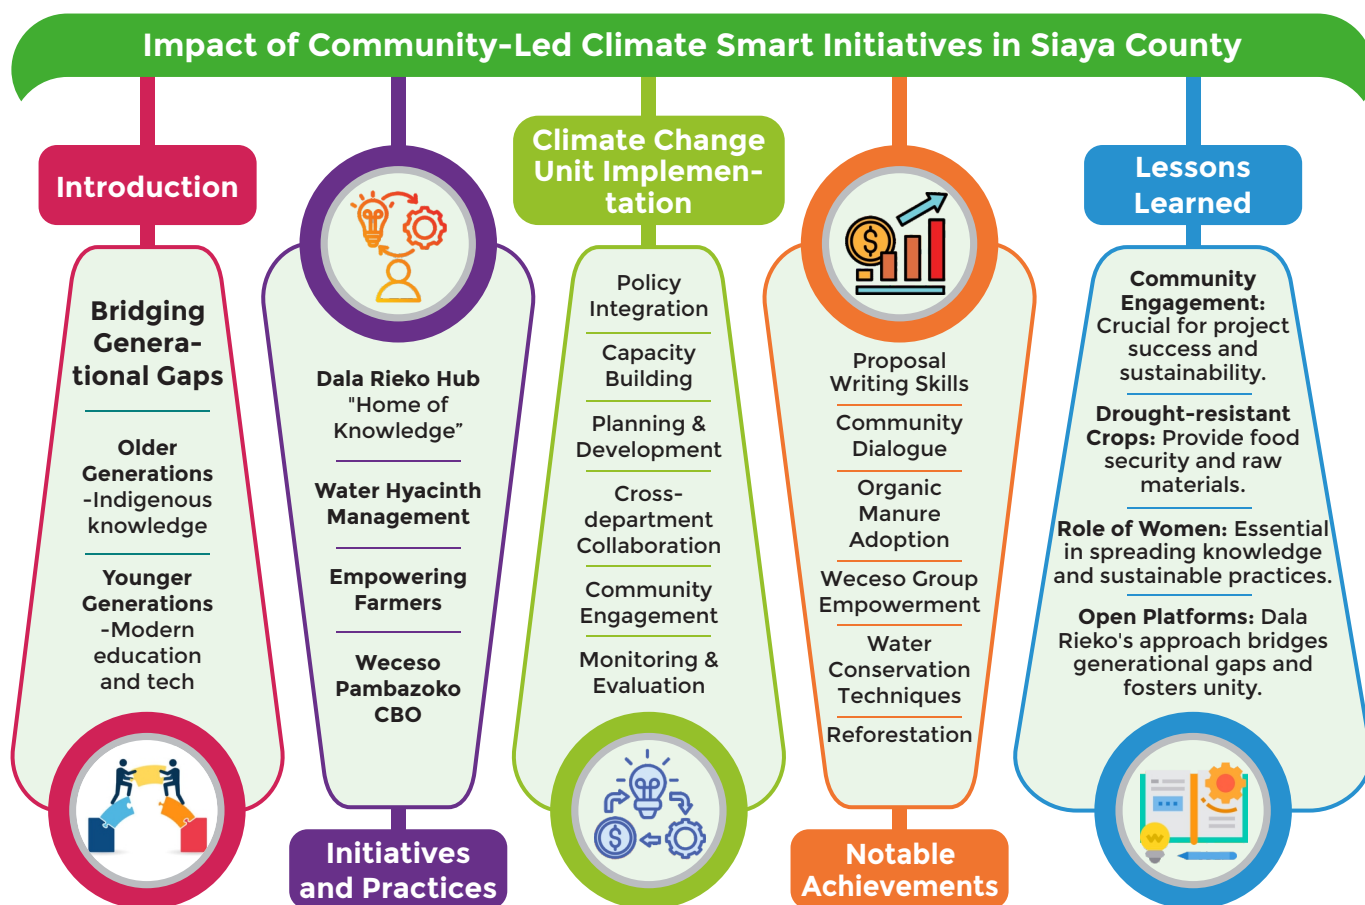 Impact of Community-Led Climate Smart Initiatives in Siaya County
Introduction
Bridging
Genera-
tional Gaps
Older
Generations
-Indigenous
knowledge
Younger
Generations
-Modern
education
and tech
Dala Rieko Hub
"Home of
Knowledge”
Water Hyacinth
Management
Empowering
Farmers
Weceso
Pambazoko
CBO
Initiatives
and Practices
Climate Change
Unit Implemen-
tation
Policy
Integration
Capacity
Building
Planning &
Development
Cross-
department
Collaboration
Community
Engagement
Monitoring &
Evaluation
$
$
Proposal
Writing Skills
Community
Dialogue
Organic
Manure
Adoption
Weceso Group
Empowerment
Water
Conservation
Techniques
Reforestation
Notable
Achievements
Lessons
Learned
Community
Engagement:
Crucial for project
success and
sustainability.
Drought-resistant
Crops: Provide food
security and raw
materials.
Role of Women: Essential
in spreading knowledge
and sustainable practices.
Open Platforms: Dala
Rieko's approach bridges
generational gaps and
fosters unity.